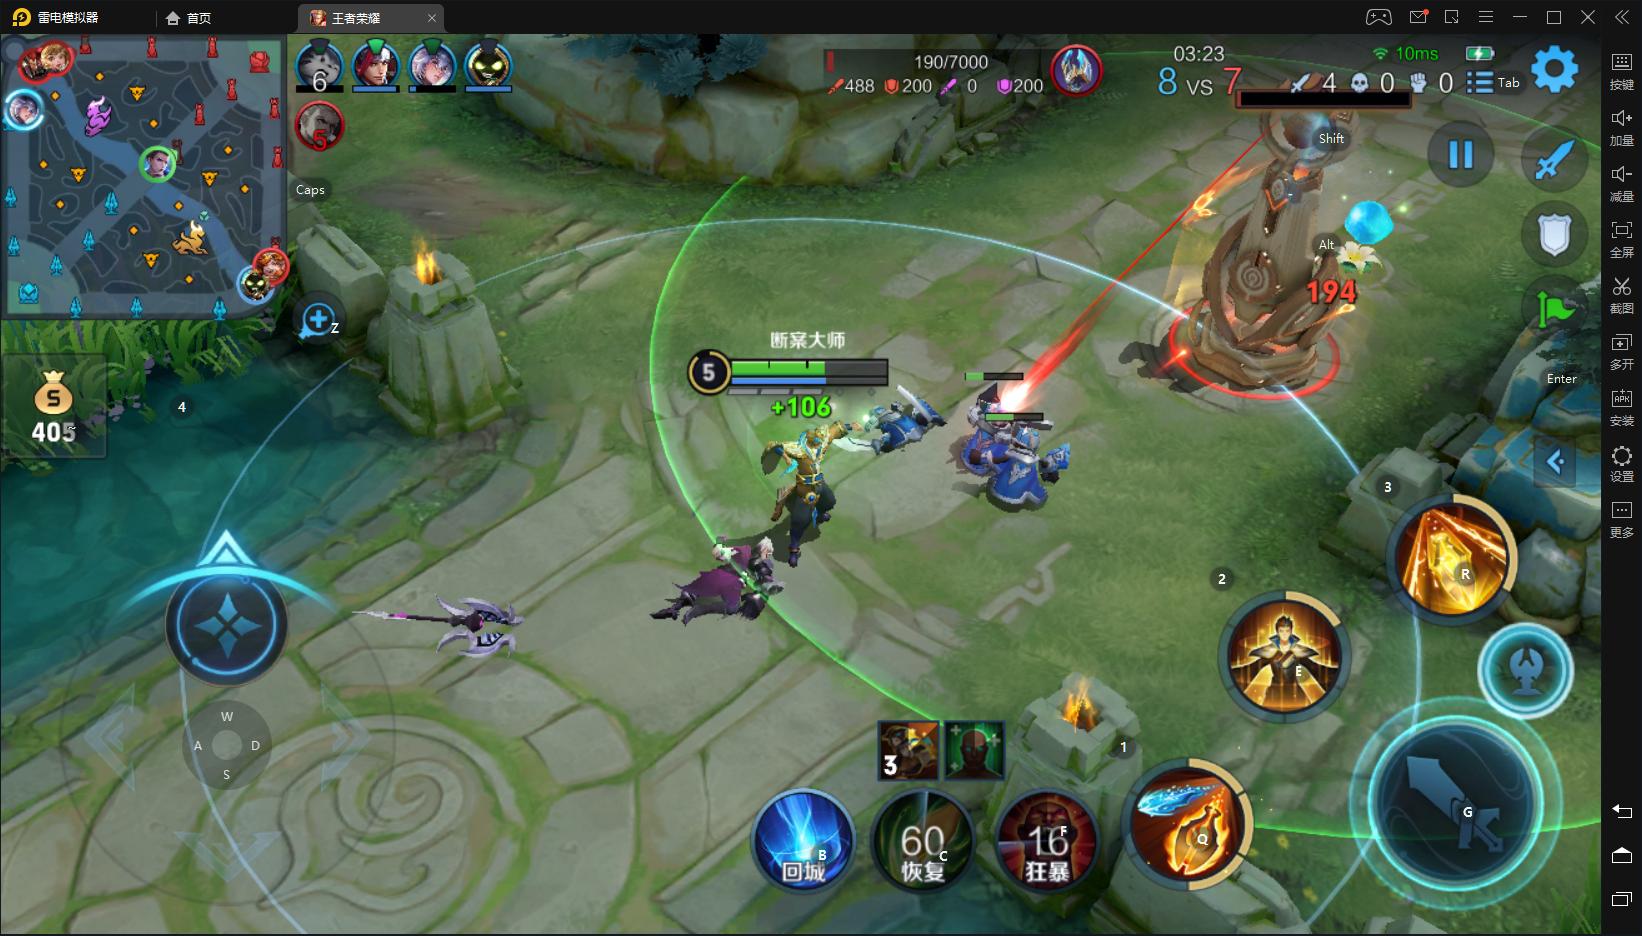 雷电模拟器
首页
王者荣耀
6
5
190/7000
488 200 0 200
03:23
8 VS 7
10ms
4 0 0
Tab
Caps
Shift
Alt
Z
Enter
405
194
断案大师
5
+106
4
3
2
1
W
A D
S
3
R
E
Q
G
B
回城
60
C
恢复
16
F
狂暴
按键
加量
减量
全屏
截图
多开
APK
安装
设置
更多